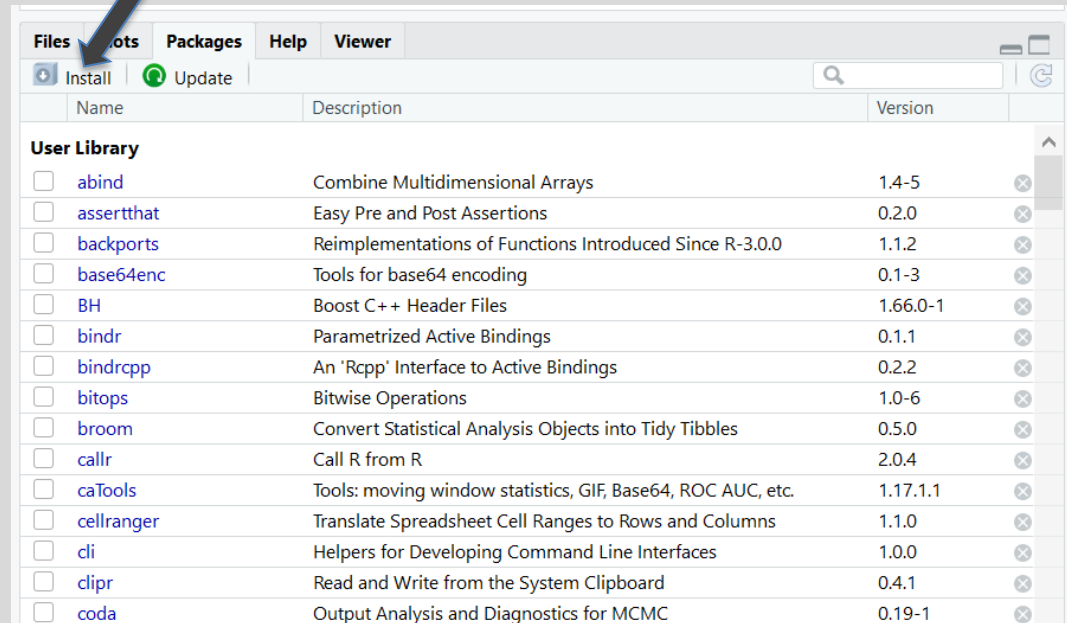 Files ots Packages Help Viewer
Install Update
Name Description Version
User Library
abind Combine Multidimensional Arrays 1.4-5
assertthat Easy Pre and Post Assertions 0.2.0
backports Reimplementations of Functions Introduced Since R-3.0.0 1.1.2
base64enc Tools for base64 encoding 0.1-3
BH Boost C++ Header Files 1.66.0-1
bindr Parametrized Active Bindings 0.1.1
bindrcpp An 'Rcpp' Interface to Active Bindings 0.2.2
bitops Bitwise Operations 1.0-6
broom Convert Statistical Analysis Objects into Tidy Tibbles 0.5.0
callr Call R from R 2.0.4
caTools Tools: moving window statistics, GIF, Base64, ROC AUC, etc. 1.17.1.1
cellranger Translate Spreadsheet Cell Ranges to Rows and Columns 1.1.0
cli Helpers for Developing Command Line Interfaces 1.0.0
clipr Read and Write from the System Clipboard 0.4.1
coda Output Analysis and Diagnostics for MCMC 0.19-1